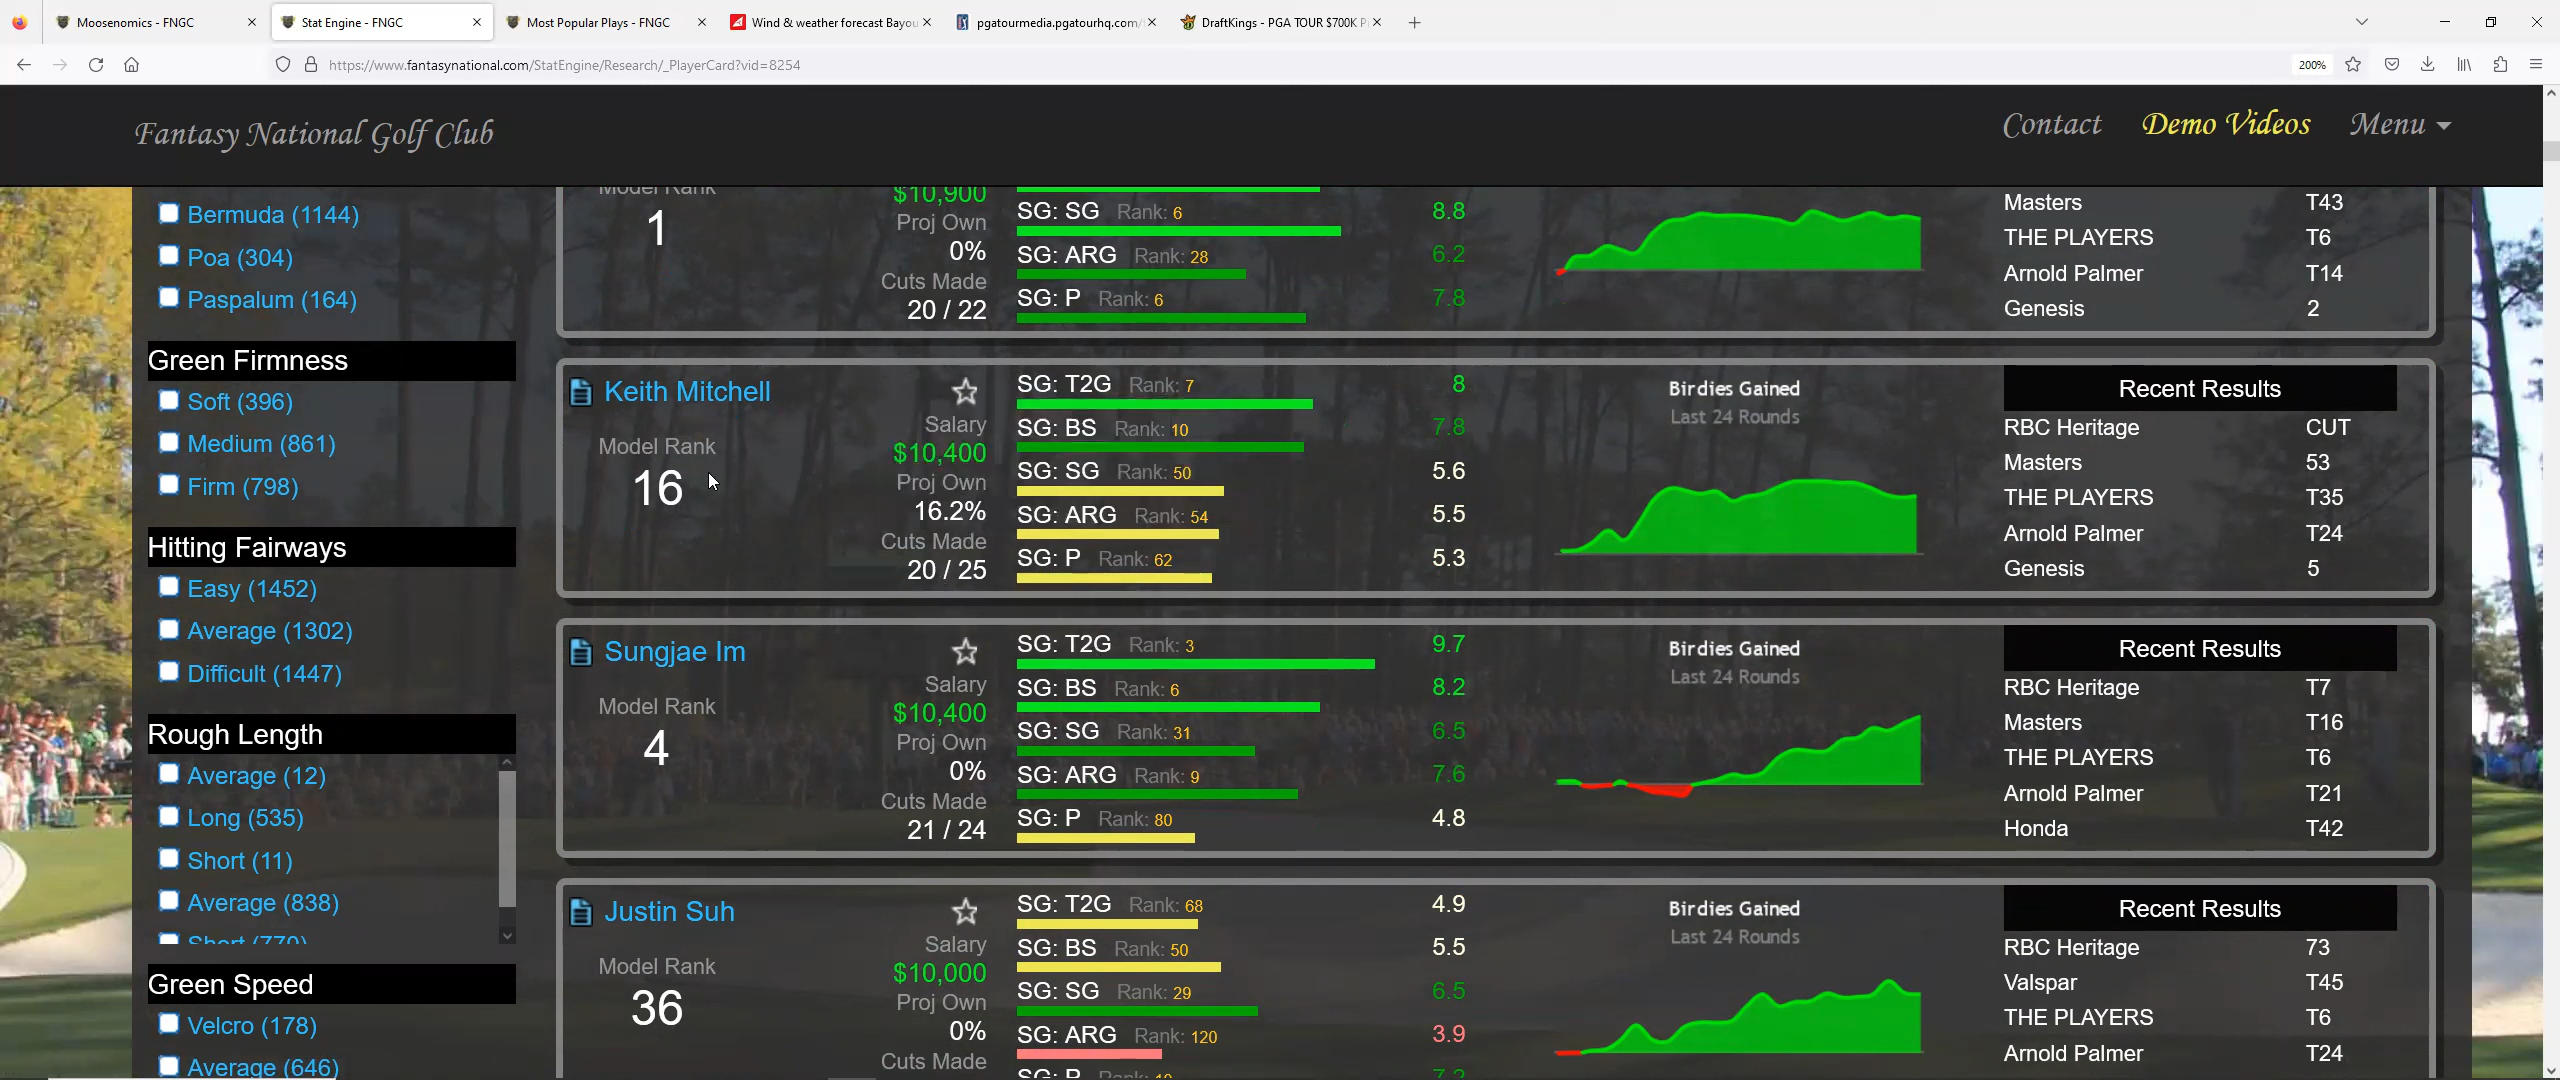 Moosenomics - FNGC
Stat Engine - FNGC
Most Popular Plays - FNGC
Wind & weather forecast Bayou
pgatourmedia.pgatourhq.com/
DraftKings - PGA TOUR $700K P
https://www.fantasynational.com/StatEngine/Research/_PlayerCard?vid=8254
200%
Fantasy National Golf Club
Contact
Demo Videos
Menu
Bermuda (1144)
Poa (304)
Paspalum (164)
Green Firmness
Soft (396)
Medium (861)
Firm (798)
Hitting Fairways
Easy (1452)
Average (1302)
Difficult (1447)
Rough Length
Average (12)
Long (535)
Short (11)
Average (838)
Short (770)
Green Speed
Velcro (178)
Average (646)
Model Rank
1
$10,900
Proj Own
0%
Cuts Made
20 / 22
SG: SG Rank: 6 8.8
SG: ARG Rank: 28 6.2
SG: P Rank: 6 7.8
Masters T43
THE PLAYERS T6
Arnold Palmer T14
Genesis 2
Keith Mitchell
Model Rank
16
Salary
$10,400
Proj Own
16.2%
Cuts Made
20 / 25
SG: T2G Rank: 7 8
SG: BS Rank: 10 7.8
SG: SG Rank: 50 5.6
SG: ARG Rank: 54 5.5
SG: P Rank: 62 5.3
Birdies Gained
Last 24 Rounds
Recent Results
RBC Heritage CUT
Masters 53
THE PLAYERS T35
Arnold Palmer T24
Genesis 5
Sungjae Im
Model Rank
4
Salary
$10,400
Proj Own
0%
Cuts Made
21 / 24
SG: T2G Rank: 3 9.7
SG: BS Rank: 6 8.2
SG: SG Rank: 31 6.5
SG: ARG Rank: 9 7.6
SG: P Rank: 80 4.8
Birdies Gained
Last 24 Rounds
Recent Results
RBC Heritage T7
Masters T16
THE PLAYERS T6
Arnold Palmer T21
Honda T42
Justin Suh
Model Rank
36
Salary
$10,000
Proj Own
0%
Cuts Made
SG: T2G Rank: 68 4.9
SG: BS Rank: 50 5.5
SG: SG Rank: 29 6.5
SG: ARG Rank: 120 3.9
SG: P Rank: 7.2
Birdies Gained
Last 24 Rounds
Recent Results
RBC Heritage 73
Valspar T45
THE PLAYERS T6
Arnold Palmer T24